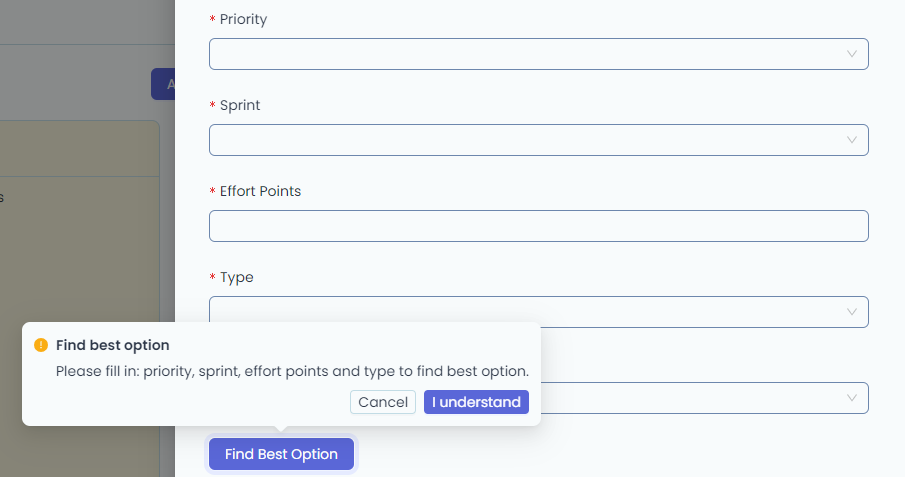 * Priority
* Sprint
* Effort Points
* Type
Find best option
Please fill in: priority, sprint, effort points and type to find best option.
Cancel
I understand
Find Best Option